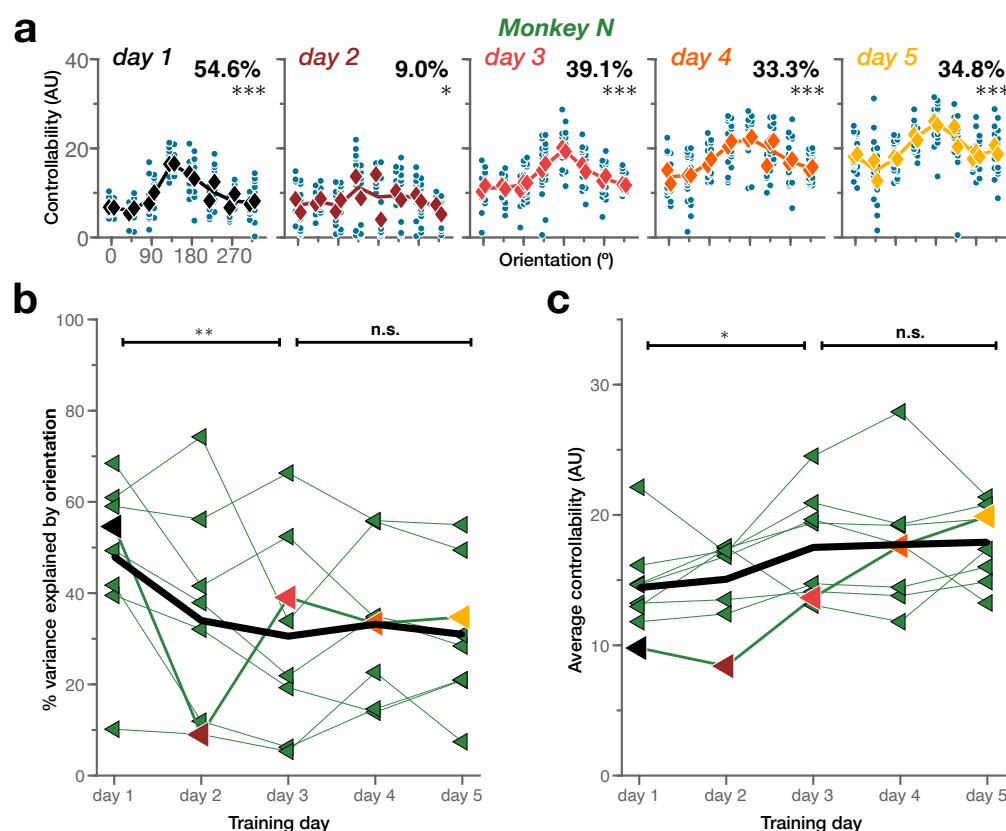 a
Monkey N
day 1
54.6%
***
day 2
9.0%
*
day 3
39.1%
***
day 4
33.3%
***
day 5
34.8%
***
Controllability (AU)
40
20
0
0 90 180 270
Orientation (º)
b
% variance explained by orientation
100
80
60
40
20
0
**
n.s.
day 1 day 2 day 3 day 4 day 5
Training day
c
Average controllability (AU)
30
20
10
0
*
n.s.
day 1 day 2 day 3 day 4 day 5
Training day